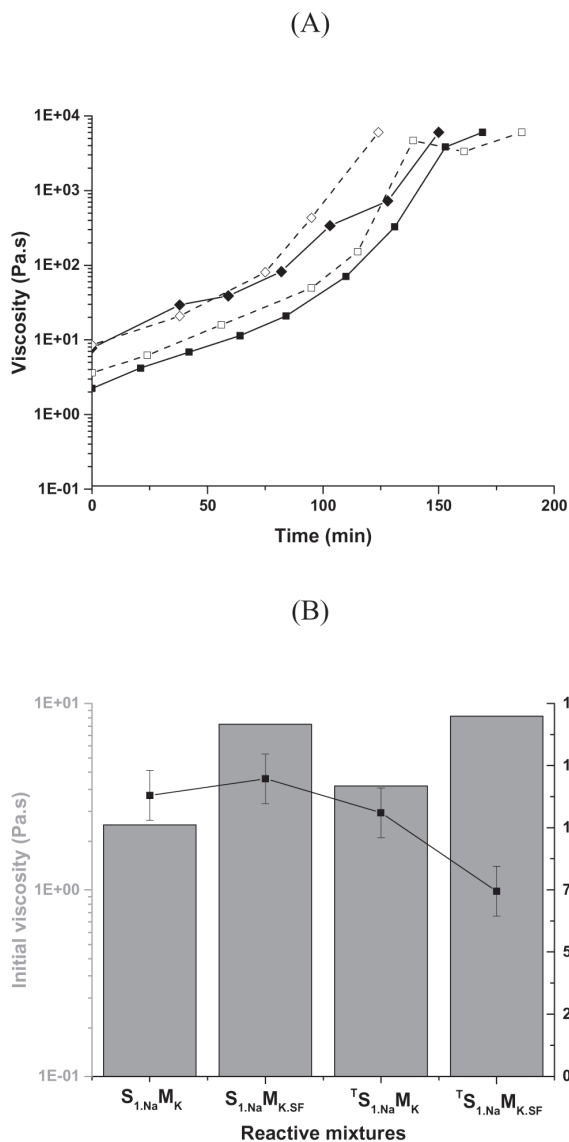 (A)
1E+04
1E+03
1E+02
1E+01
1E+00
1E-01
Viscosity (Pa.s)
0
50
100
150
200
Time (min)
(B)
1E+01
1E+00
1E-01
Initial viscosity (Pa.s)
0
S1.NaMK
S1.NaMK.SF
TS1.NaMK
TS1.NaMK.SF
Reactive mixtures